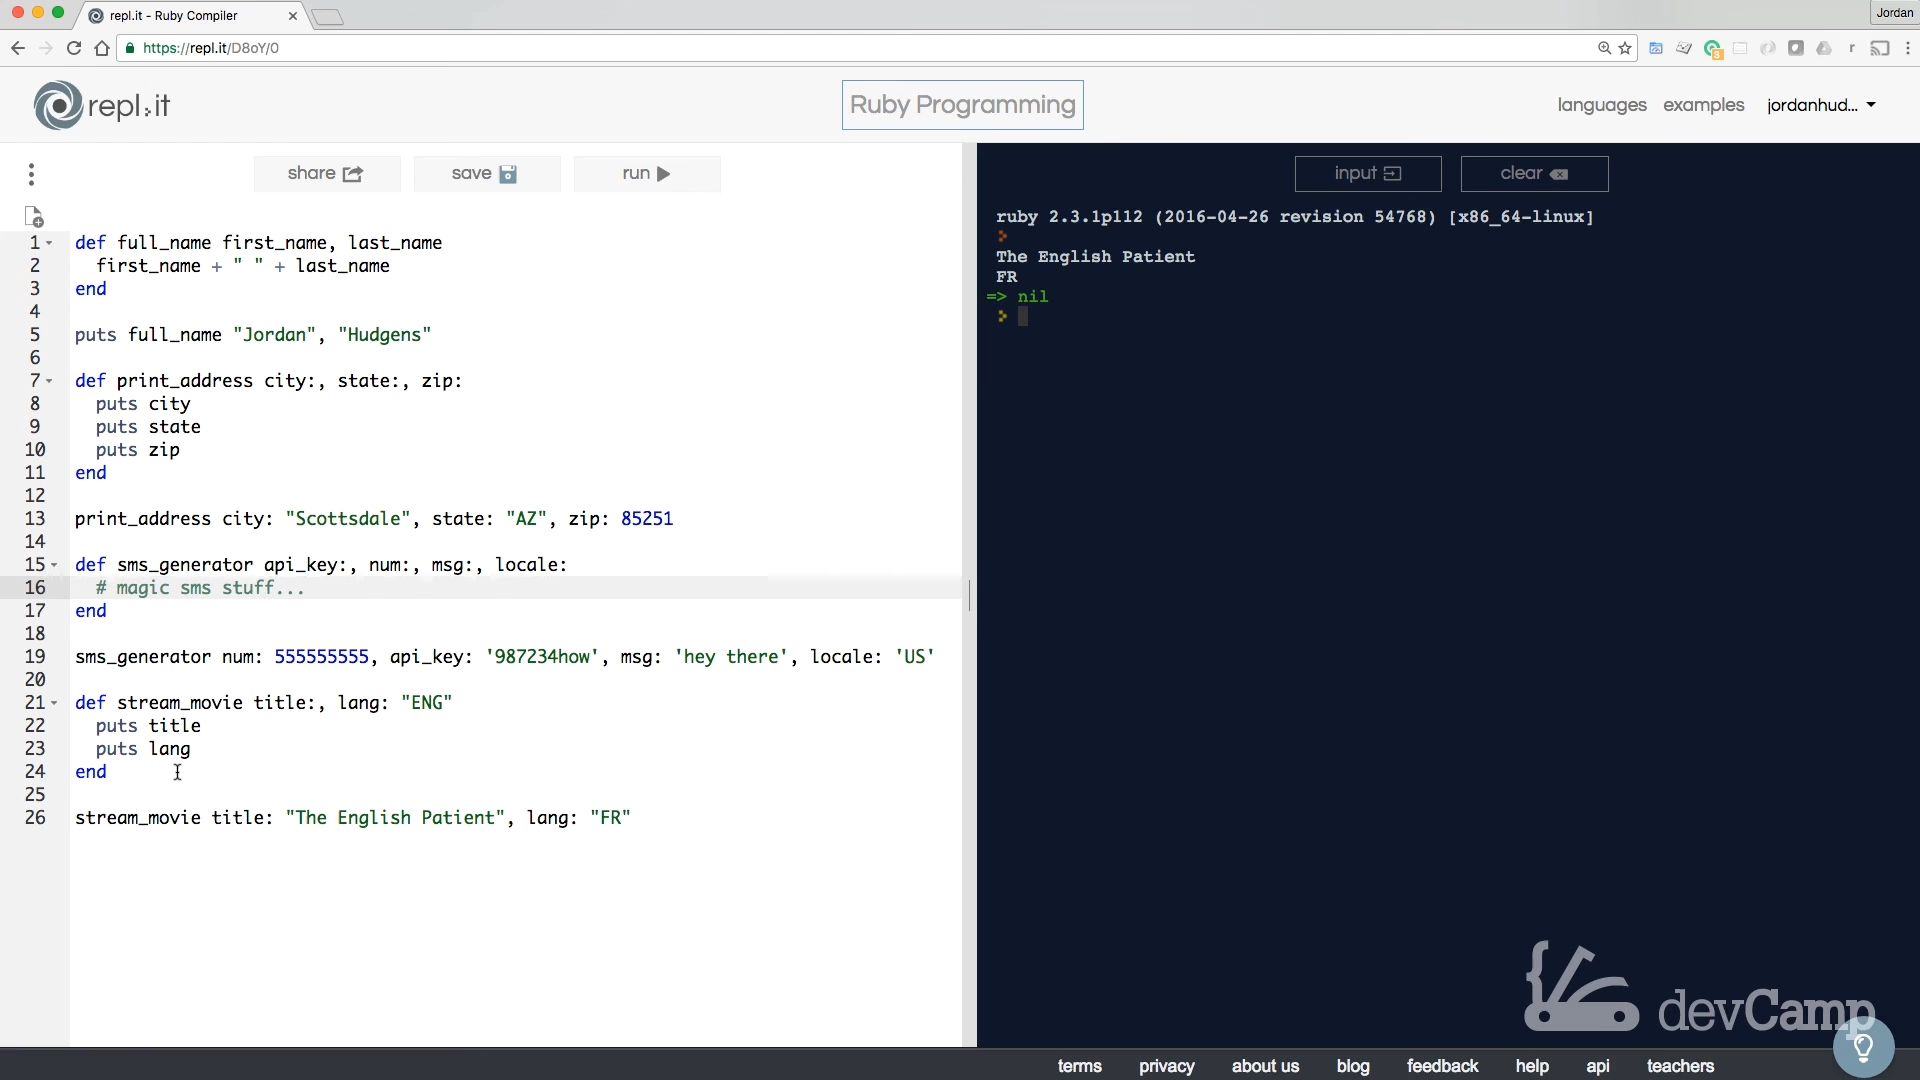 repl.it - Ruby Compiler
Jordan
https://repl.it/D8oY/0
3
r
repl.it
Ruby Programming
languages examples jordanhud...
share save run
input clear
1 def full_name first_name, last_name
2 first_name + " " + last_name
3 end
4
5 puts full_name "Jordan", "Hudgens"
6
7 def print_address city:, state:, zip:
8 puts city
9 puts state
10 puts zip
11 end
12
13 print_address city: "Scottsdale", state: "AZ", zip: 85251
14
15 def sms_generator api_key:, num:, msg:, locale:
16 # magic sms stuff...
17 end
18
19 sms_generator num: 555555555, api_key: '987234how', msg: 'hey there', locale: 'US'
20
21 def stream_movie title:, lang: "ENG"
22 puts title
23 puts lang
24 end
25
26 stream_movie title: "The English Patient", lang: "FR"
ruby 2.3.1p112 (2016-04-26 revision 54768) [x86_64-linux]
The English Patient
FR
=> nil
devCamp
terms privacy about us blog feedback help api teachers